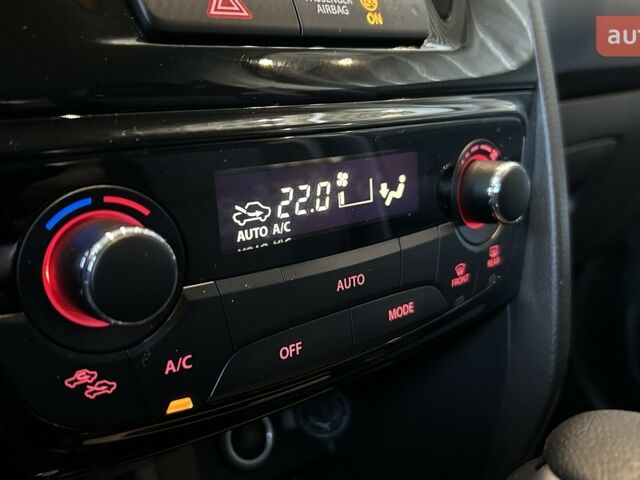 PASSENGER
AIRBAG
ON
aut
22.0
AUTO A/C
AUTO
FRONT
REAR
MODE
OFF
A/C